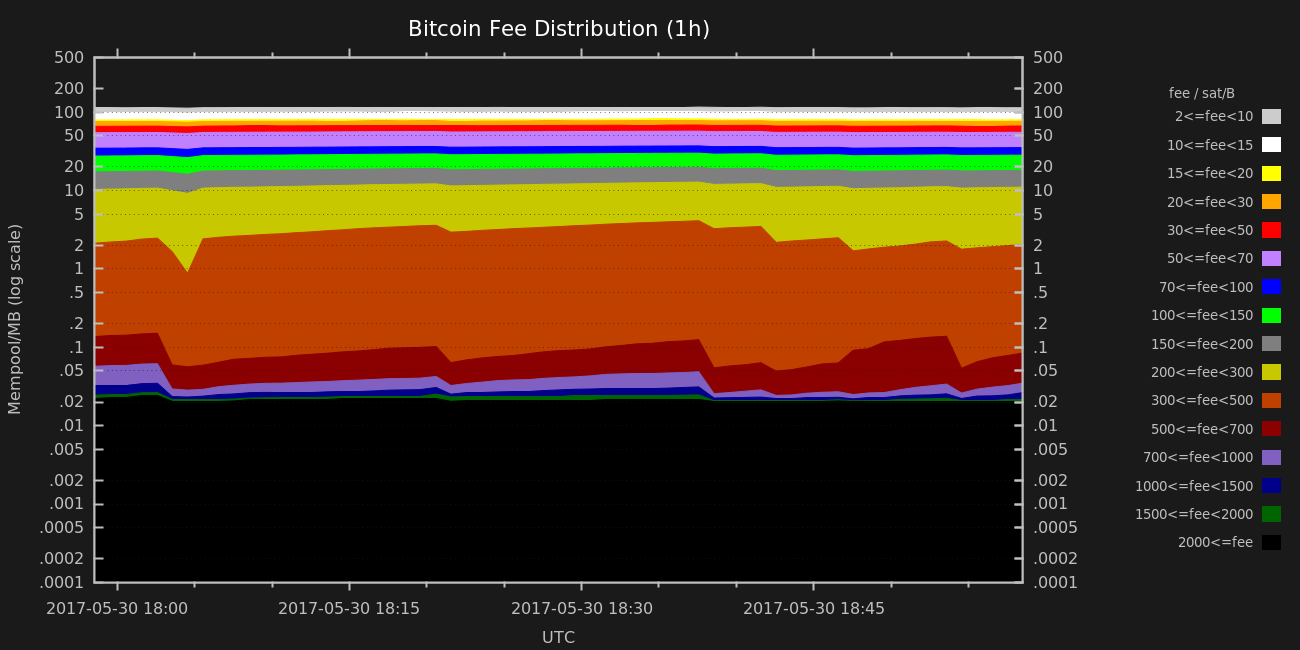 Bitcoin Fee Distribution (1h)
Mempool/MB (log scale)
500
200
100
50
20
10
5
2
1
.5
.2
.1
.05
.02
.01
.005
.002
.001
.0005
.0002
.0001
500
200
100
50
20
10
5
2
1
.5
.2
.1
.05
.02
.01
.005
.002
.001
.0005
.0002
.0001
2017-05-30 18:00 2017-05-30 18:15 2017-05-30 18:30 2017-05-30 18:45
UTC
fee / sat/B
2<=fee<10
10<=fee<15
15<=fee<20
20<=fee<30
30<=fee<50
50<=fee<70
70<=fee<100
100<=fee<150
150<=fee<200
200<=fee<300
300<=fee<500
500<=fee<700
700<=fee<1000
1000<=fee<1500
1500<=fee<2000
2000<=fee